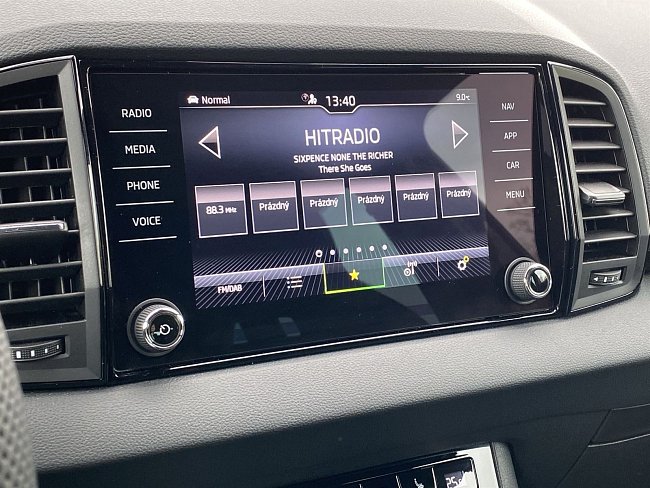 Normal
13:40
9.0°C
RADIO
MEDIA
PHONE
VOICE
HITRADIO
SIXPENCE NONE THE RICHER
There She Goes
88.3 MHz
Prázdný
Prázdný
Prázdný
Prázdný
Prázdný
FM/DAB
NAV
APP
CAR
MENU